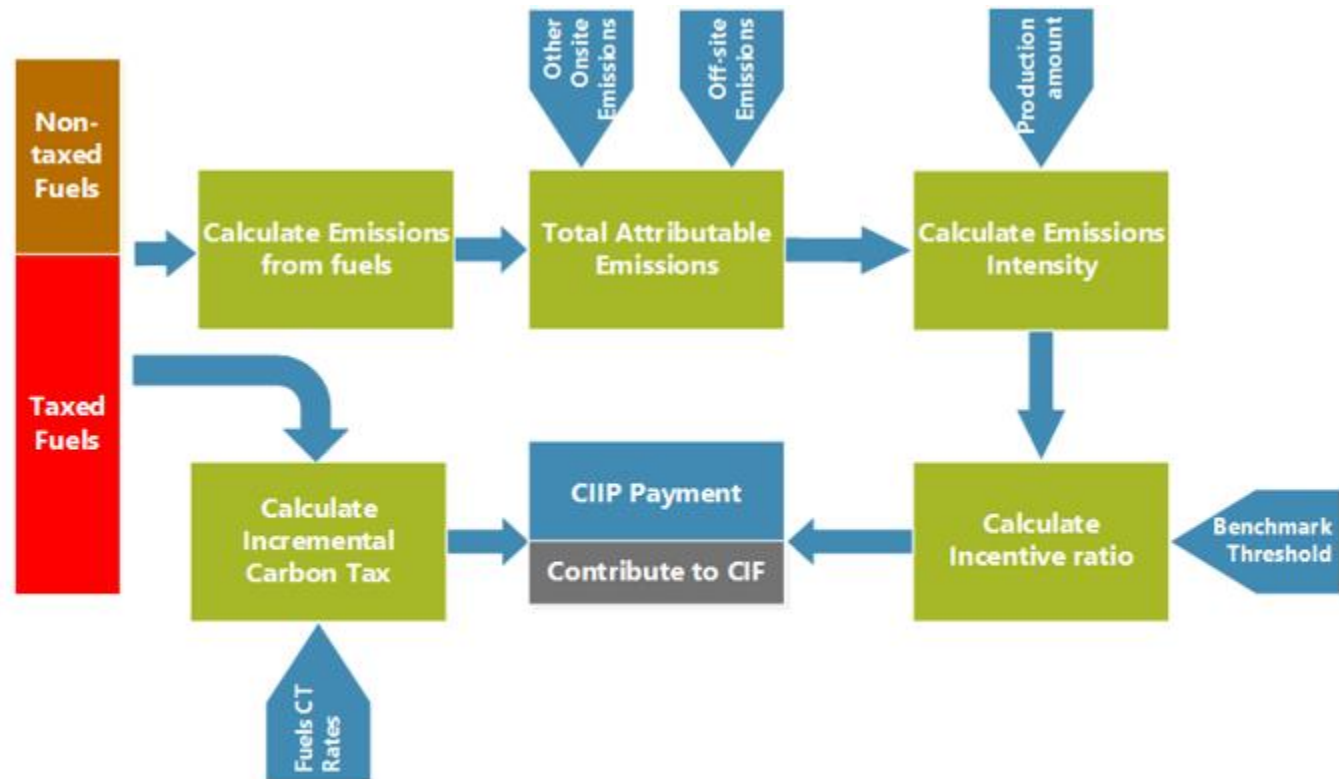 Other
Onsite
Emissions
Off-site
Emissions
Production
amount
Non-
taxed
Fuels
Calculate Emissions
from fuels
Total Attributable
Emissions
Calculate Emissions
Intensity
Taxed
Fuels
Calculate
Incremental
Carbon Tax
CIIP Payment
Contribute to CIF
Calculate
Incentive ratio
Benchmark
Threshold
Fuels CT
Rates